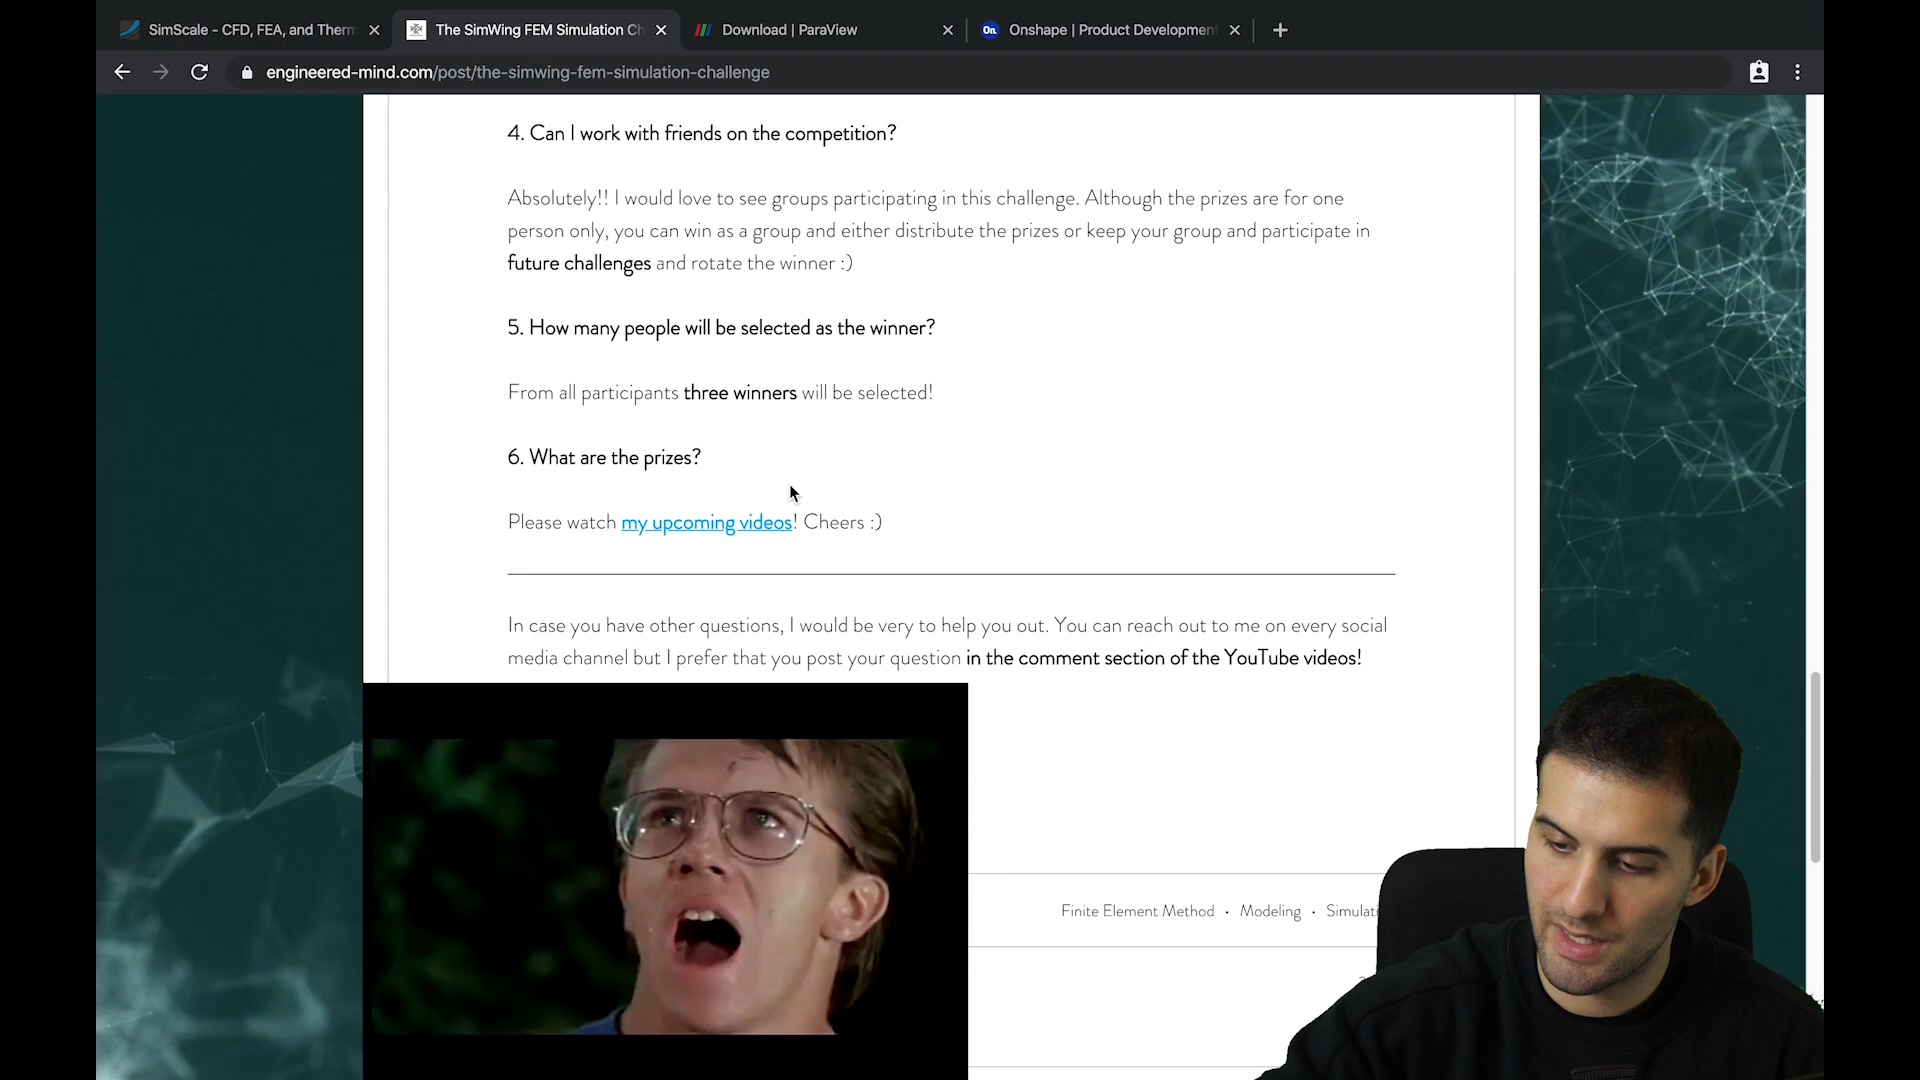 SimScale - CFD, FEA, and Therm
The SimWing FEM Simulation Ch
Download | ParaView
On
Onshape | Product Development
engineered-mind.com/post/the-simwing-fem-simulation-challenge
4. Can I work with friends on the competition?
Absolutely!! I would love to see groups participating in this challenge. Although the prizes are for one
person only, you can win as a group and either distribute the prizes or keep your group and participate in
future challenges and rotate the winner :)
5. How many people will be selected as the winner?
From all participants three winners will be selected!
6. What are the prizes?
Please watch my upcoming videos! Cheers :)
In case you have other questions, I would be very to help you out. You can reach out to me on every social
media channel but I prefer that you post your question in the comment section of the YouTube videos!
Finite Element Method • Modeling • Simulati